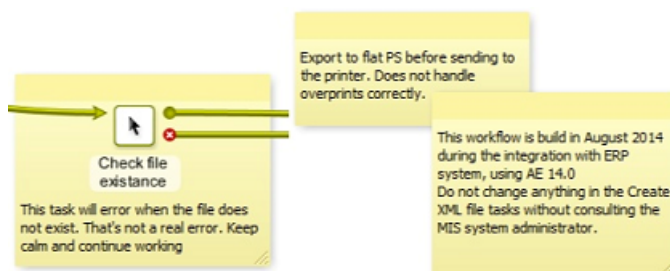 Export to flat PS before sending to
the printer. Does not handle
overprints correctly.
Check file
existance
This task will error when the file does
not exist. That's not a real error. Keep
calm and continue working
This workflow is build in August 2014
during the integration with ERP
system, using AE 14.0
Do not change anything in the Create
XML file tasks without consulting the
MIS system administrator.